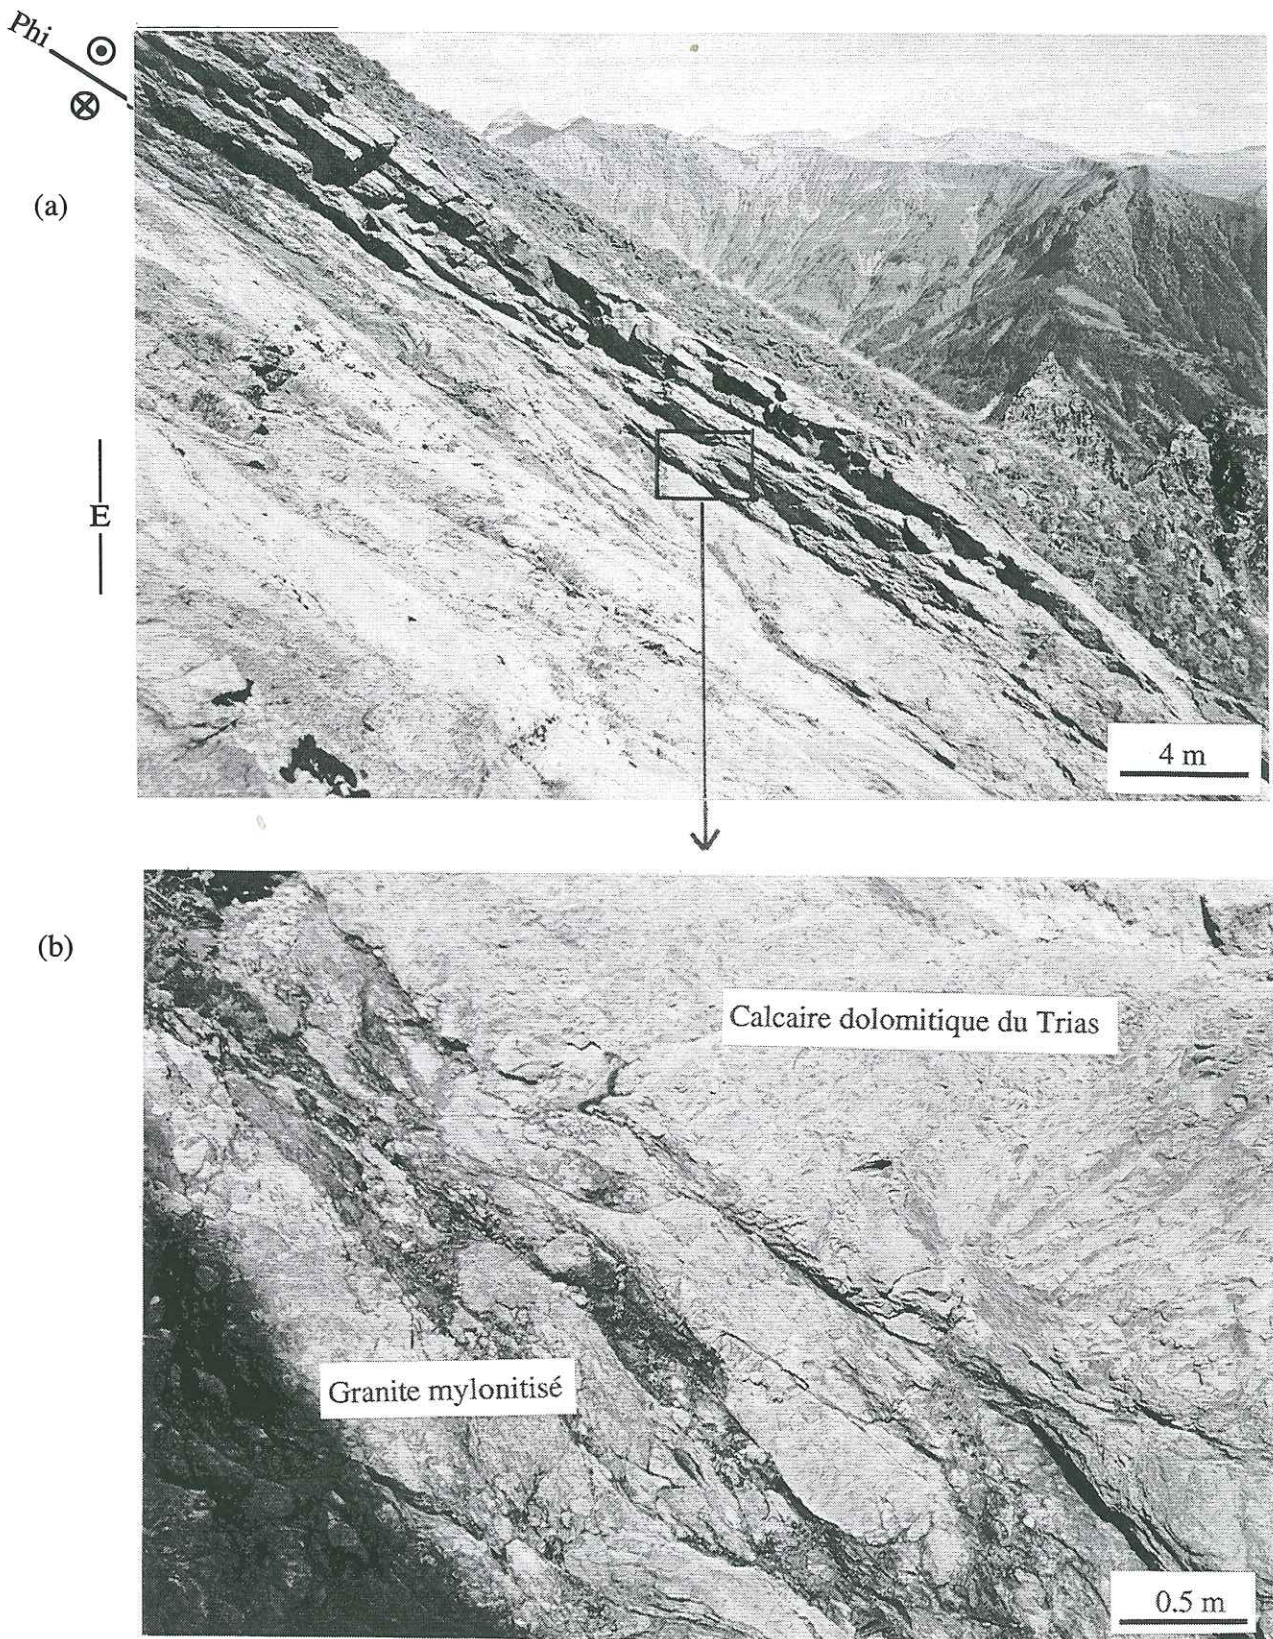 Phi
(a)
E
4 m
(b)
Calcaire dolomitique du Trias
Granite mylonitisé
0.5 m